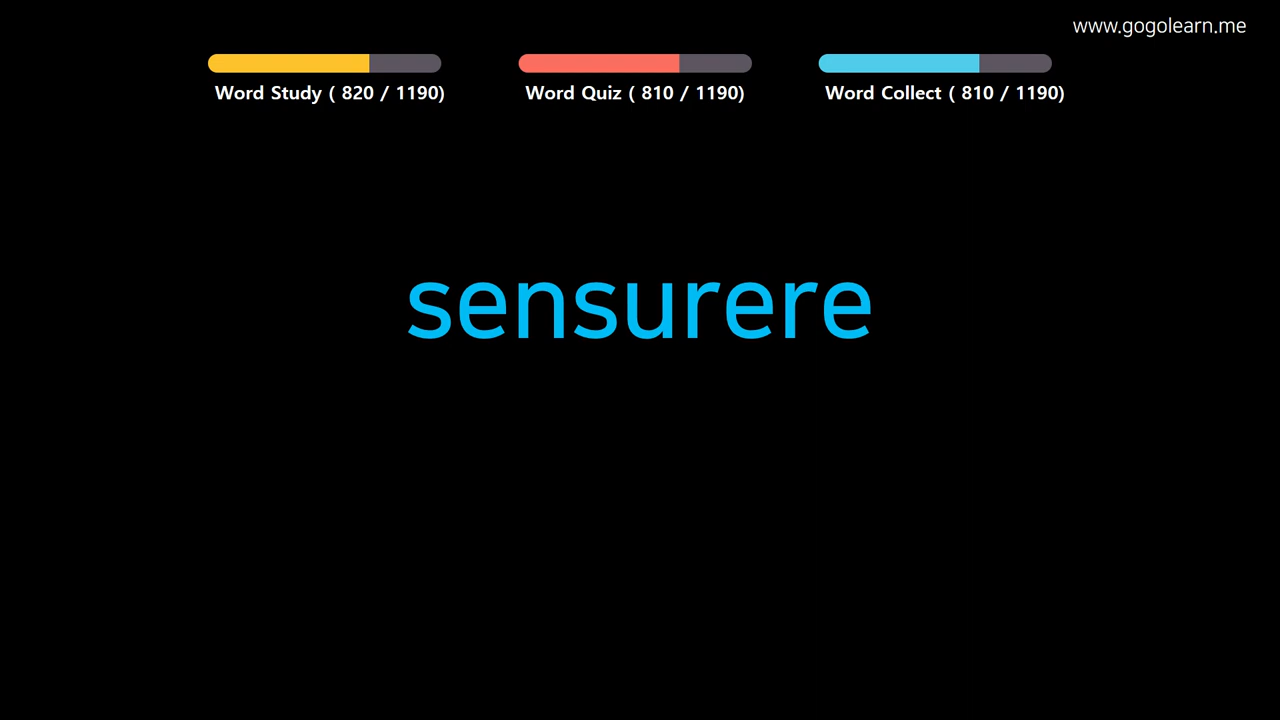 www.gogolearn.me
Word Study ( 820 / 1190)
Word Quiz ( 810 / 1190)
Word Collect ( 810 / 1190)
sensurere